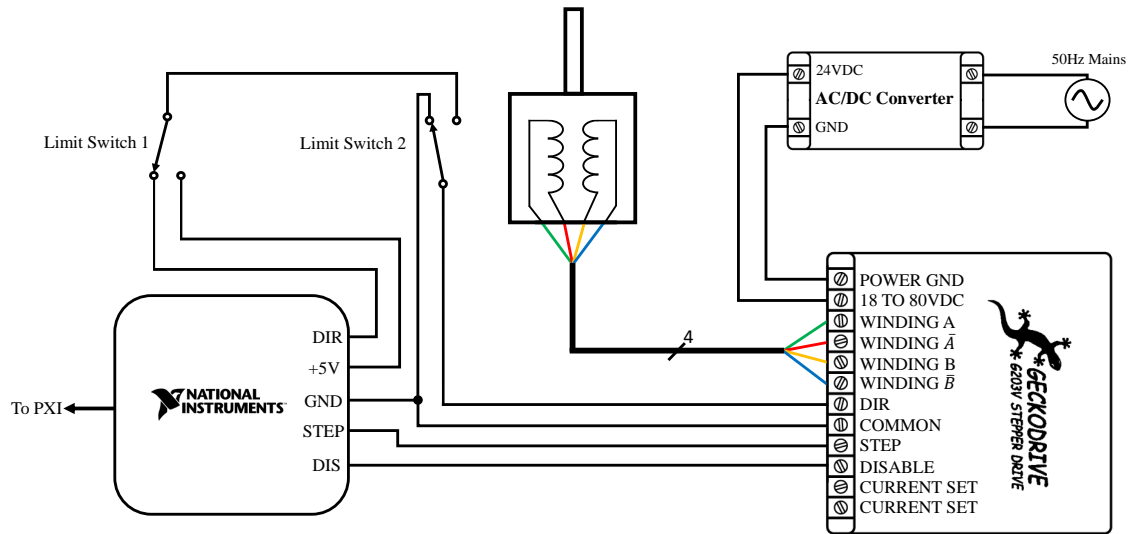 24VDC
50Hz Mains
AC/DC Converter
GND
Limit Switch 1
Limit Switch 2
DIR
+5V
GND
STEP
DIS
NATIONAL
INSTRUMENTS
To PXI
4
POWER GND
18 TO 80VDC
WINDING A
WINDING A̅
WINDING B
WINDING B̅
DIR
COMMON
STEP
DISABLE
CURRENT SET
CURRENT SET
GECKODRIVE
G203V STEPPER DRIVE